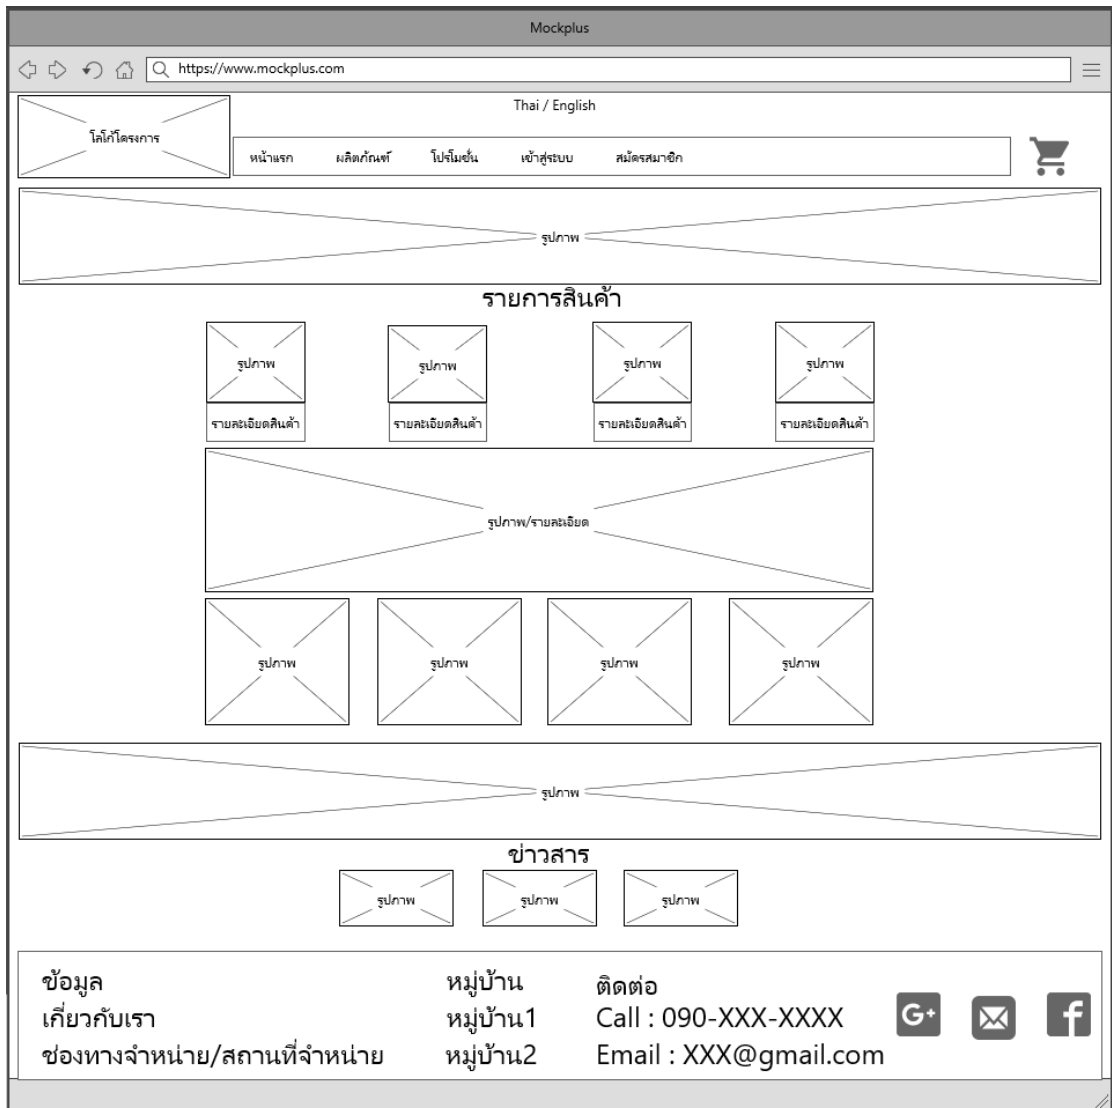 Mockplus
https://www.mockplus.com
Thai / English
โลโก้โครงการ
หน้าแรก ผลิตภัณฑ์ โปรโมชั่น เข้าสู่ระบบ สมัครสมาชิก
รูปภาพ
รายการสินค้า
รูปภาพ รูปภาพ รูปภาพ รูปภาพ
รายละเอียดสินค้า รายละเอียดสินค้า รายละเอียดสินค้า รายละเอียดสินค้า
รูปภาพ/รายละเอียด
รูปภาพ รูปภาพ รูปภาพ รูปภาพ
รูปภาพ
ข่าวสาร
รูปภาพ รูปภาพ รูปภาพ
ข้อมูล หมู่บ้าน ติดต่อ
เกี่ยวกับเรา หมู่บ้าน1 Call : 090-XXX-XXXX G+ f
ช่องทางจำหน่าย/สถานที่จำหน่าย หมู่บ้าน2 Email : XXX@gmail.com